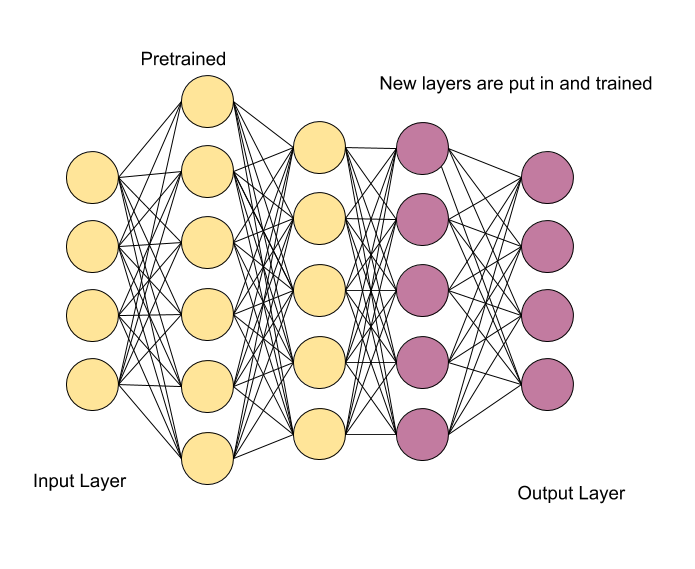 Pretrained
New layers are put in and trained
Input Layer
Output Layer